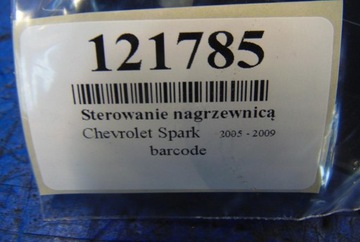 121785
Sterowanie nagrzewnicą
Chevrolet Spark 2005 - 2009
barcode